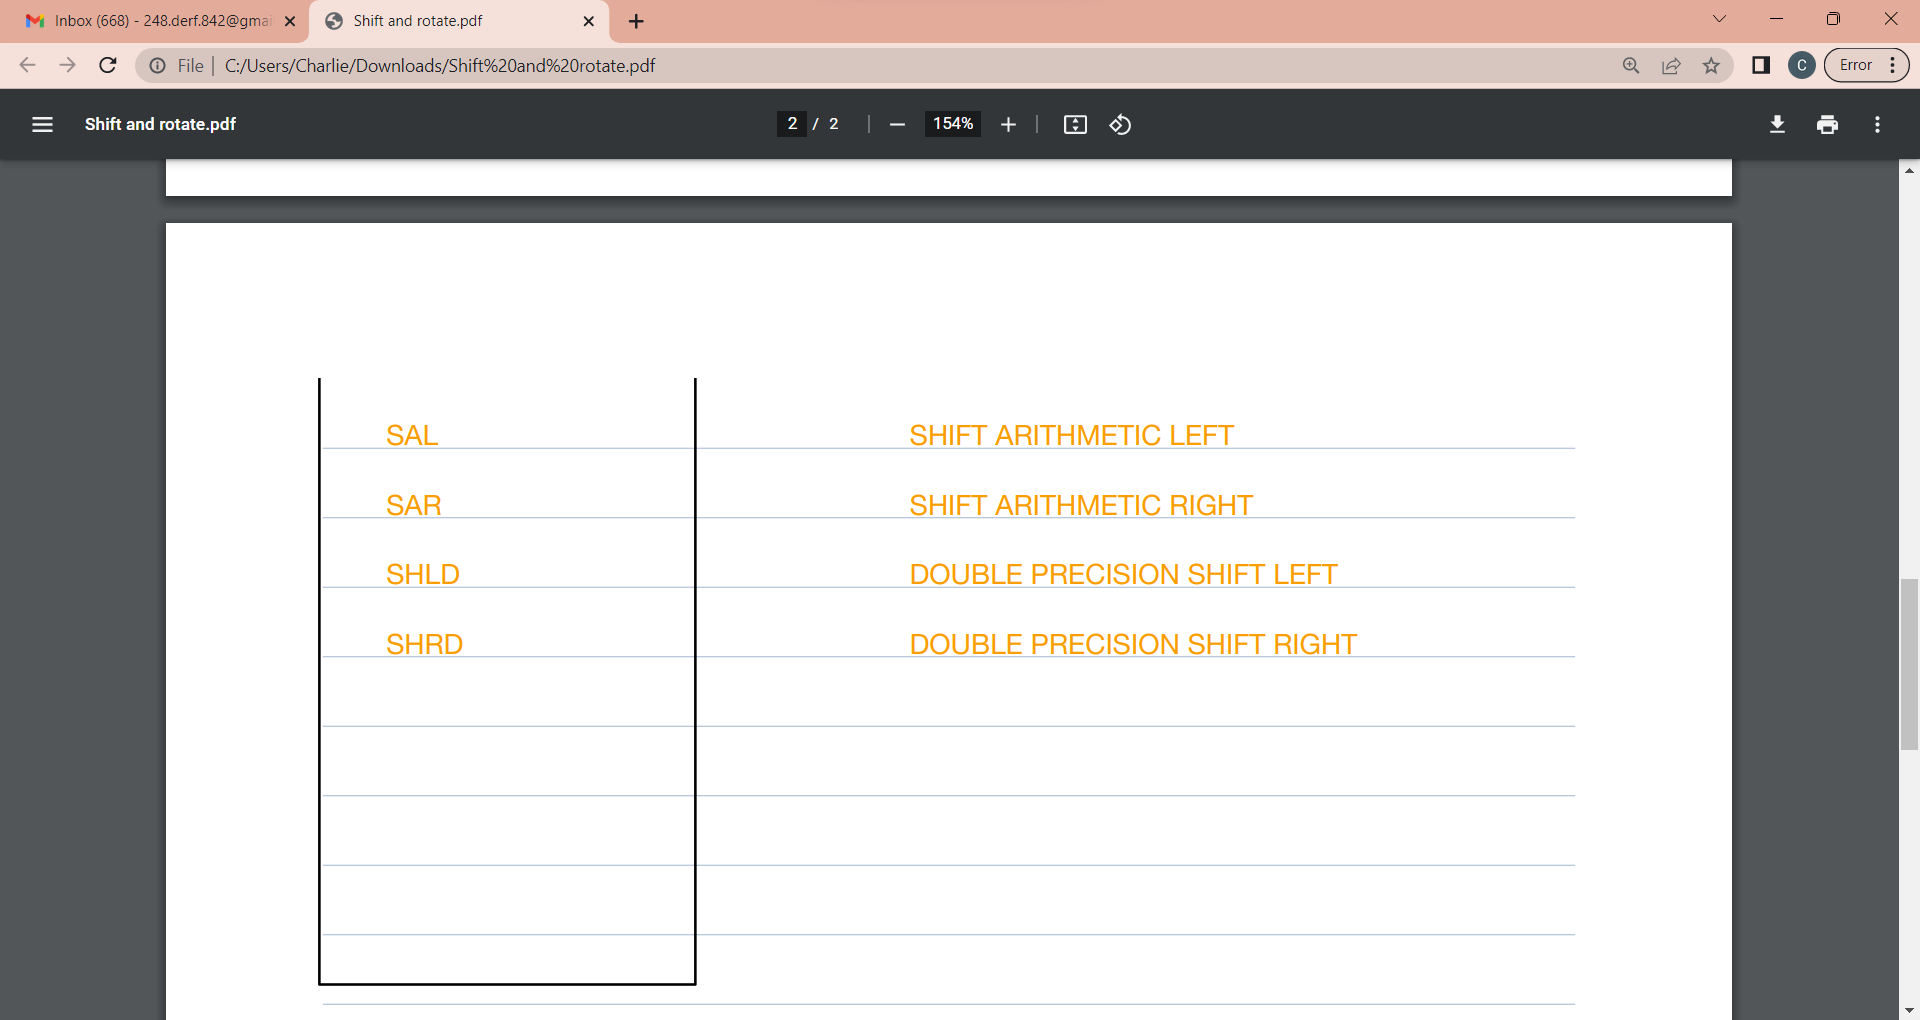 Inbox (668) - 248.derf.842@gmai
Shift and rotate.pdf
File | C:/Users/Charlie/Downloads/Shift%20and%20rotate.pdf
C
Error
Shift and rotate.pdf
2 / 2
154%
SAL SHIFT ARITHMETIC LEFT
SAR SHIFT ARITHMETIC RIGHT
SHLD DOUBLE PRECISION SHIFT LEFT
SHRD DOUBLE PRECISION SHIFT RIGHT